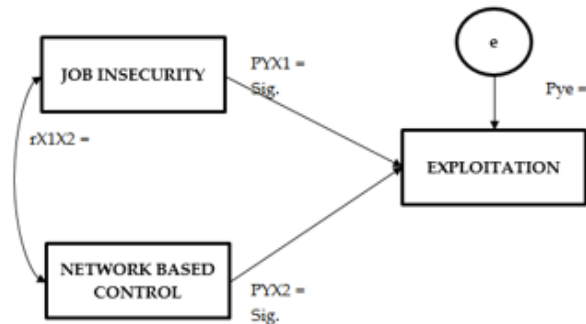 e
PYX1 =
Sig.
JOB INSECURITY
Pye =
rX1X2 =
EXPLOITATION
NETWORK BASED
CONTROL
PYX2 =
Sig.